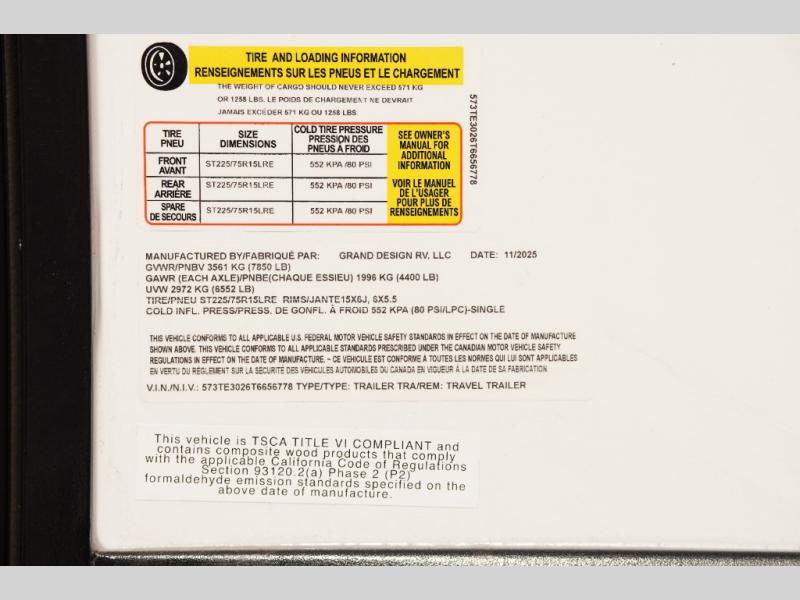 TIRE AND LOADING INFORMATION
RENSEIGNEMENTS SUR LES PNEUS ET LE CHARGEMENT
THE WEIGHT OF CARGO SHOULD NEVER EXCEED 571 KG
OR 1258 LBS. LE POIDS DE CHARGEMENT NE DEVRAIT
JAMAIS EXCÉDER 571 KG OU 1258 LBS.
TIRE PNEU SIZE DIMENSIONS COLD TIRE PRESSURE PRESSION DES PNEUS À FROID
FRONT AVANT ST225/75R15LRE 552 KPA /80 PSI
REAR ARRIÈRE ST225/75R15LRE 552 KPA /80 PSI
SPARE DE SECOURS ST225/75R15LRE 552 KPA /80 PSI
SEE OWNER'S
MANUAL FOR
ADDITIONAL
INFORMATION
VOIR LE MANUEL
DE L'USAGER
POUR PLUS DE
RENSEIGNEMENTS
573TE3026T6656778
MANUFACTURED BY/FABRIQUÉ PAR: GRAND DESIGN RV, LLC DATE: 11/2025
GVWR/PNBV 3561 KG (7850 LB)
GAWR (EACH AXLE)/PNBE(CHAQUE ESSIEU) 1996 KG (4400 LB)
UVW 2972 KG (6552 LB)
TIRE/PNEU ST225/75R15LRE RIMS/JANTE15X6J, 6X5.5
COLD INFL. PRESS/PRESS. DE GONFL. À FROID 552 KPA (80 PSI/LPC)-SINGLE
THIS VEHICLE CONFORMS TO ALL APPLICABLE U.S. FEDERAL MOTOR VEHICLE SAFETY STANDARDS IN EFFECT ON THE DATE OF MANUFACTURE
SHOWN ABOVE. THIS VEHICLE CONFORMS TO ALL APPLICABLE STANDARDS PRESCRIBED UNDER THE CANADIAN MOTOR VEHICLE SAFETY
REGULATIONS IN EFFECT ON THE DATE OF MANUFACTURE. ~ CE VÉHICULE EST CONFORME À TOUTES LES NORMES QUI LUI SONT APPLICABLES
EN VERTU DU RÈGLEMENT SUR LA SÉCURITÉ DES VÉHICULES AUTOMOBILES DU CANADA EN VIGUEUR À LA DATE DE SA FABRICATION.
V.I.N./N.I.V.: 573TE3026T6656778 TYPE/TYPE: TRAILER TRA/REM: TRAVEL TRAILER
This vehicle is TSCA TITLE VI COMPLIANT and
contains composite wood products that comply
with the applicable California Code of Regulations
Section 93120.2(a) Phase 2 (P2)
formaldehyde emission standards specified on the
above date of manufacture.